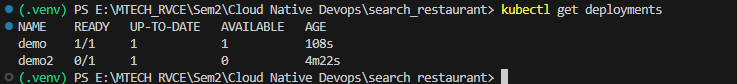 (.venv) PS E:\MTECH_RVCE\Sem2\Cloud Native Devops\search_restaurant> kubectl get deployments
NAME READY UP-TO-DATE AVAILABLE AGE
demo 1/1 1 1 108s
demo2 0/1 1 0 4m22s
(.venv) PS E:\MTECH_RVCE\Sem2\Cloud Native Devops\search_restaurant>